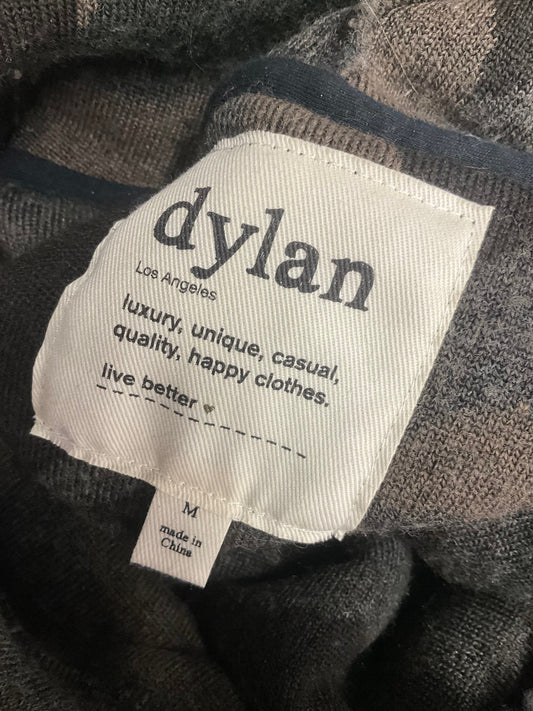 dylan
Los Angeles
luxury, unique, casual,
quality, happy clothes.
live better
M
made in
China